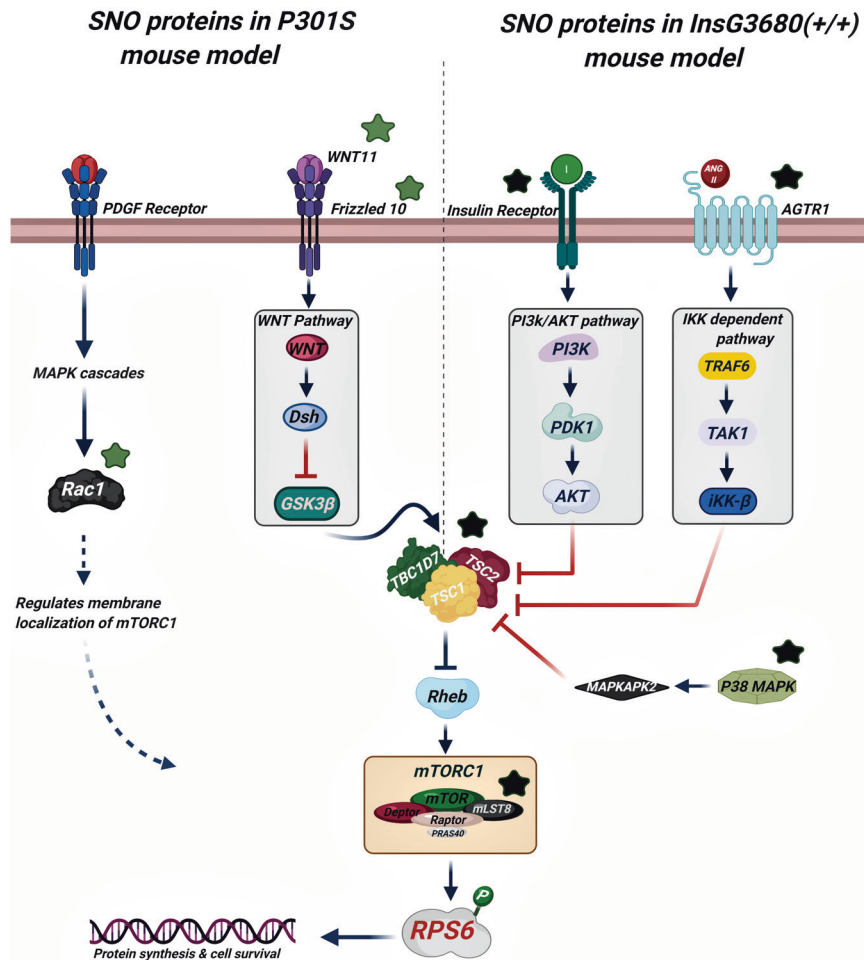 SNO proteins in P301S
mouse model
SNO proteins in InsG3680(+/+)
mouse model
WNT11
PDGF Receptor
Frizzled 10
Insulin Receptor
I
ANG
II
AGTR1
WNT Pathway
WNT
Dsh
GSK3β
PI3k/AKT pathway
PI3K
PDK1
AKT
IKK dependent
pathway
TRAF6
TAK1
iKK-β
MAPK cascades
Rac1
Regulates membrane
localization of mTORC1
TBC1D7
TSC2
TSC1
Rheb
MAPKAPK2
P38 MAPK
mTORC1
mTOR
Deptor
mLST8
Raptor
PRAS40
P
RPS6
Protein synthesis & cell survival